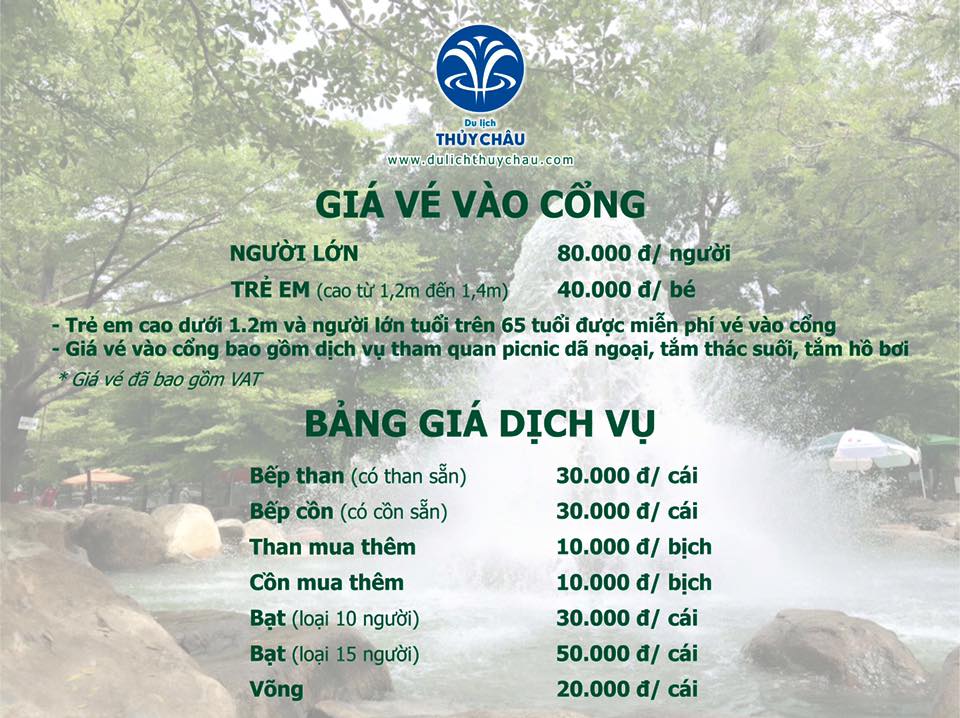 Du lịch
THỦY CHÂU
www.dulichthuychau.com
GIÁ VÉ VÀO CỔNG
NGƯỜI LỚN 80.000 đ/ người
TRẺ EM (cao từ 1,2m đến 1,4m) 40.000 đ/ bé
- Trẻ em cao dưới 1.2m và người lớn tuổi trên 65 tuổi được miễn phí vé vào cổng
- Giá vé vào cổng bao gồm dịch vụ tham quan picnic dã ngoại, tắm thác suối, tắm hồ bơi
* Giá vé đã bao gồm VAT
BẢNG GIÁ DỊCH VỤ
Bếp than (có than sẵn) 30.000 đ/ cái
Bếp cồn (có cồn sẵn) 30.000 đ/ cái
Than mua thêm 10.000 đ/ bịch
Cồn mua thêm 10.000 đ/ bịch
Bạt (loại 10 người) 30.000 đ/ cái
Bạt (loại 15 người) 50.000 đ/ cái
Võng 20.000 đ/ cái